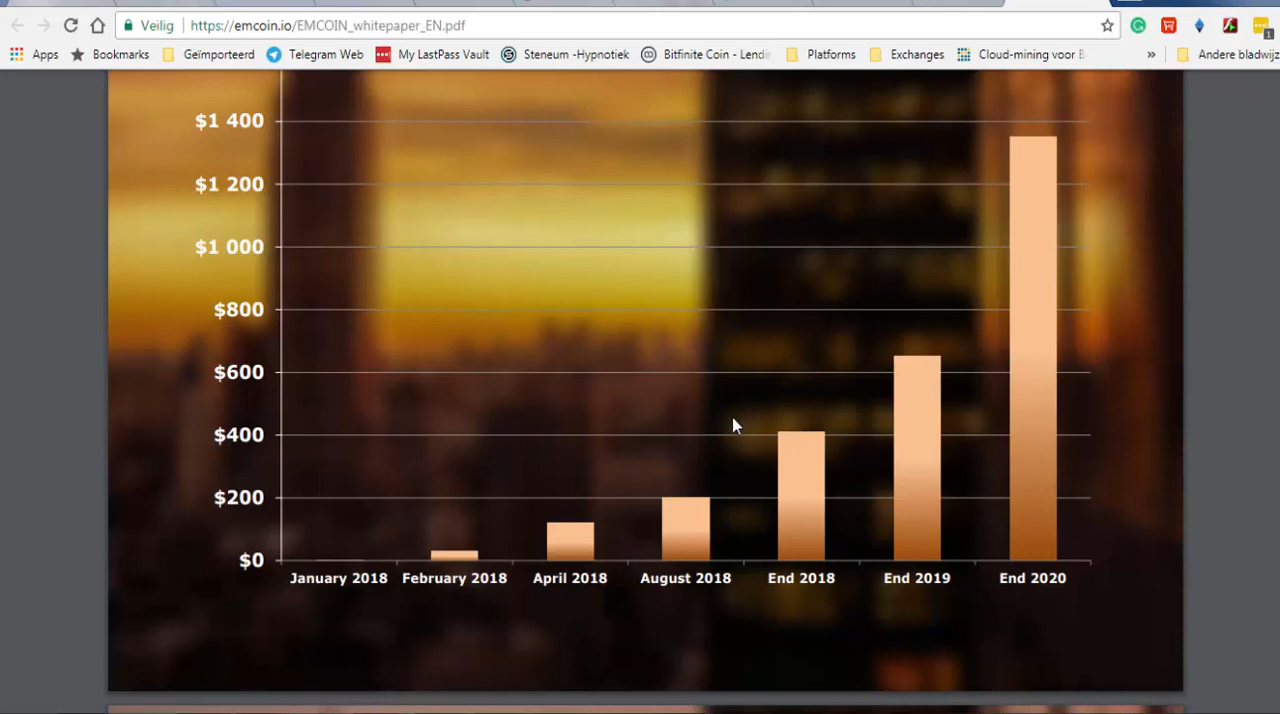 Veilig
https://emcoin.io/EMCOIN_whitepaper_EN.pdf
Apps
Bookmarks
Geïmporteerd
Telegram Web
My LastPass Vault
Steneum -Hypnotiek
Bitfinite Coin - Lendi
Platforms
Exchanges
Cloud-mining voor B
»
Andere bladwijz
1
$1 400
$1 200
$1 000
$800
$600
$400
$200
$0
January 2018
February 2018
April 2018
August 2018
End 2018
End 2019
End 2020